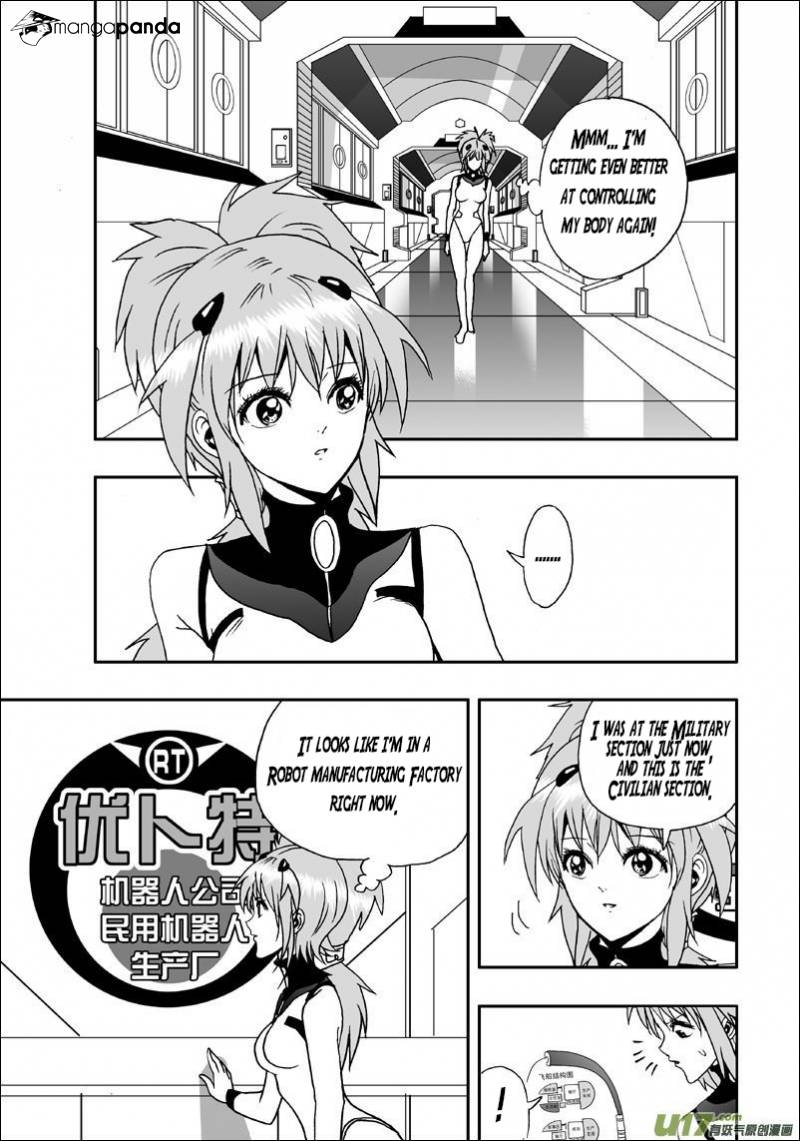 mangapanda
Mmm... I'm
getting even better
at controlling
my body again!
.......
I was at the Military
section just now,
and this is the
Civilian section.
It looks like I'm in a
Robot manufacturing Factory
right now.
RT
优卜特
机器人公司
民用机器人
生产厂
!
飞船结构图
U17
有妖气原创漫画